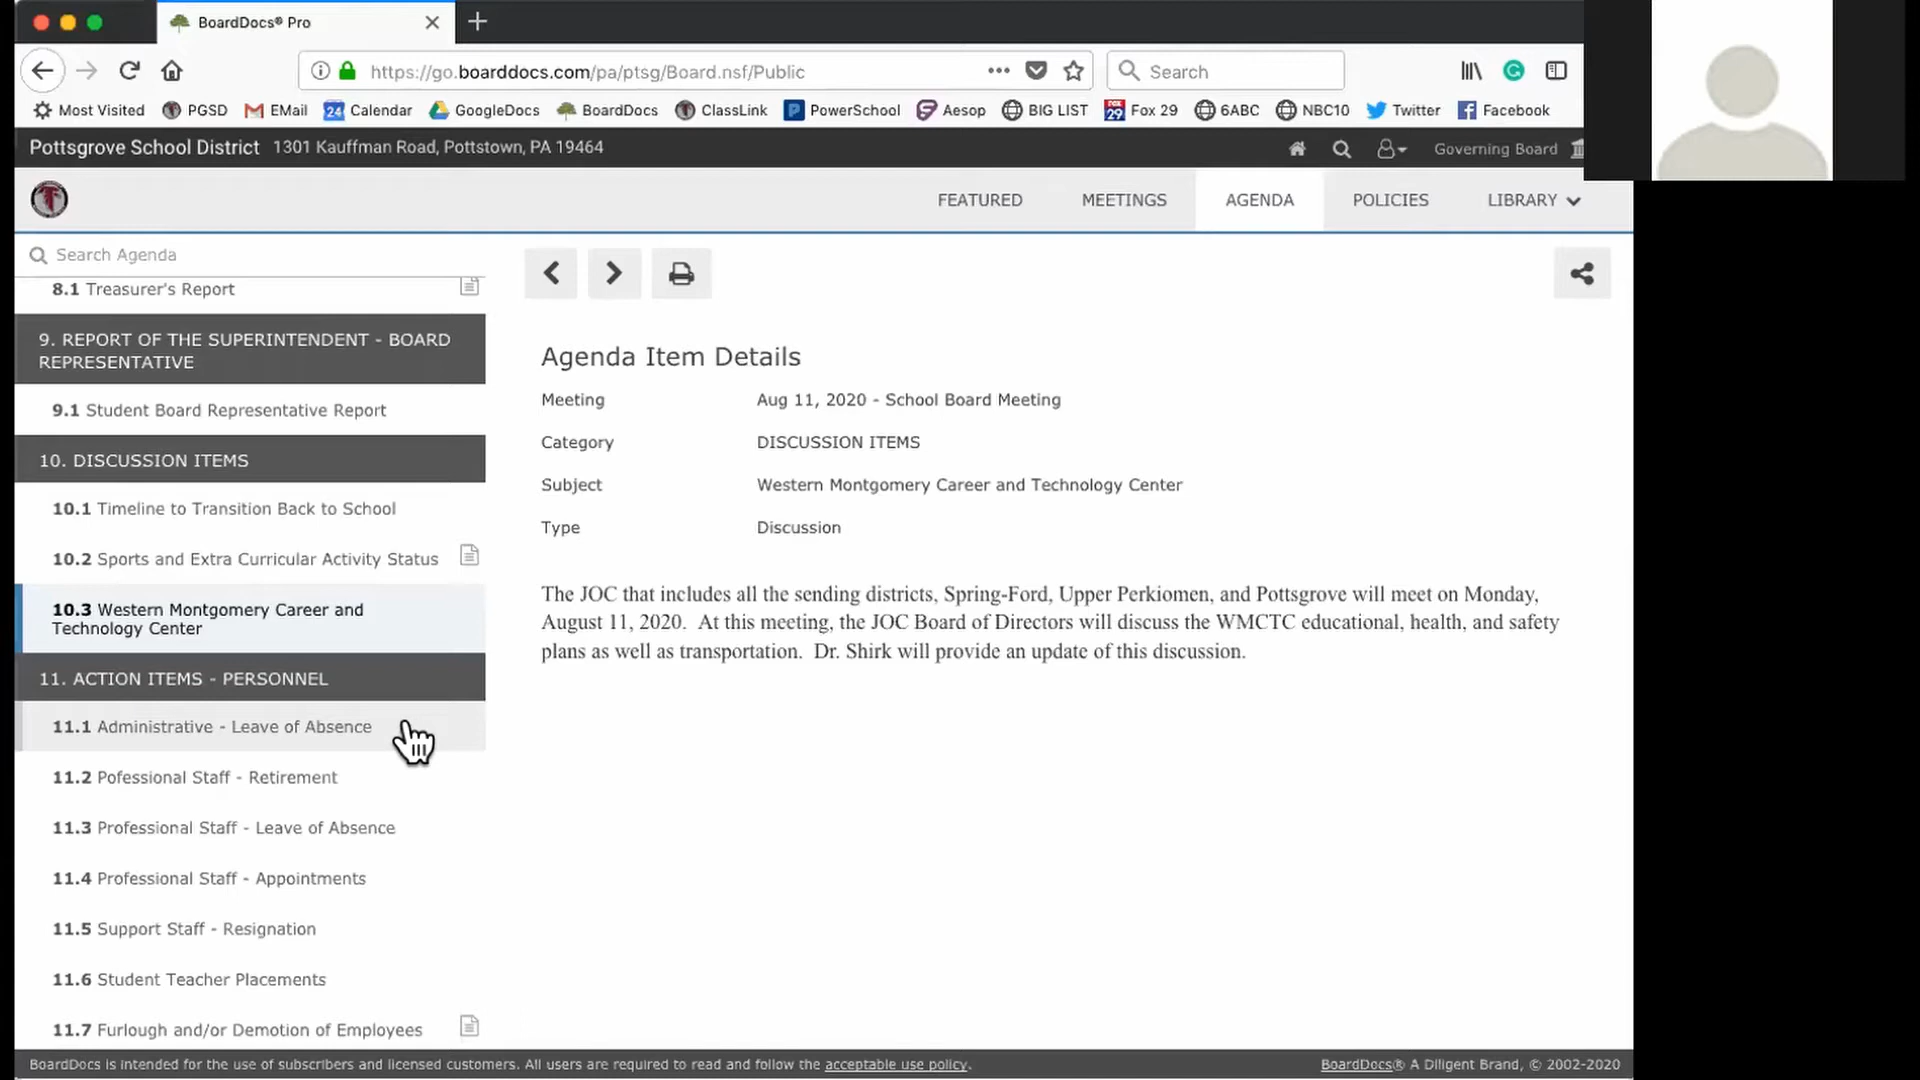 BoardDocs® Pro
https://go.boarddocs.com/pa/ptsg/Board.nsf/Public
Search
Most Visited PGSD EMail 24 Calendar GoogleDocs BoardDocs ClassLink PowerSchool Aesop BIG LIST Fox 29 6ABC NBC10 Twitter Facebook
Pottsgrove School District 1301 Kauffman Road, Pottstown, PA 19464
Governing Board
FEATURED MEETINGS AGENDA POLICIES LIBRARY
Search Agenda
8.1 Treasurer's Report
9. REPORT OF THE SUPERINTENDENT - BOARD
REPRESENTATIVE
9.1 Student Board Representative Report
10. DISCUSSION ITEMS
10.1 Timeline to Transition Back to School
10.2 Sports and Extra Curricular Activity Status
10.3 Western Montgomery Career and
Technology Center
11. ACTION ITEMS - PERSONNEL
11.1 Administrative - Leave of Absence
11.2 Pofessional Staff - Retirement
11.3 Professional Staff - Leave of Absence
11.4 Professional Staff - Appointments
11.5 Support Staff - Resignation
11.6 Student Teacher Placements
11.7 Furlough and/or Demotion of Employees
Agenda Item Details
Meeting Aug 11, 2020 - School Board Meeting
Category DISCUSSION ITEMS
Subject Western Montgomery Career and Technology Center
Type Discussion
The JOC that includes all the sending districts, Spring-Ford, Upper Perkiomen, and Pottsgrove will meet on Monday,
August 11, 2020. At this meeting, the JOC Board of Directors will discuss the WMCTC educational, health, and safety
plans as well as transportation. Dr. Shirk will provide an update of this discussion.
BoardDocs is intended for the use of subscribers and licensed customers. All users are required to read and follow the acceptable use policy.
BoardDocs® A Diligent Brand, © 2002-2020